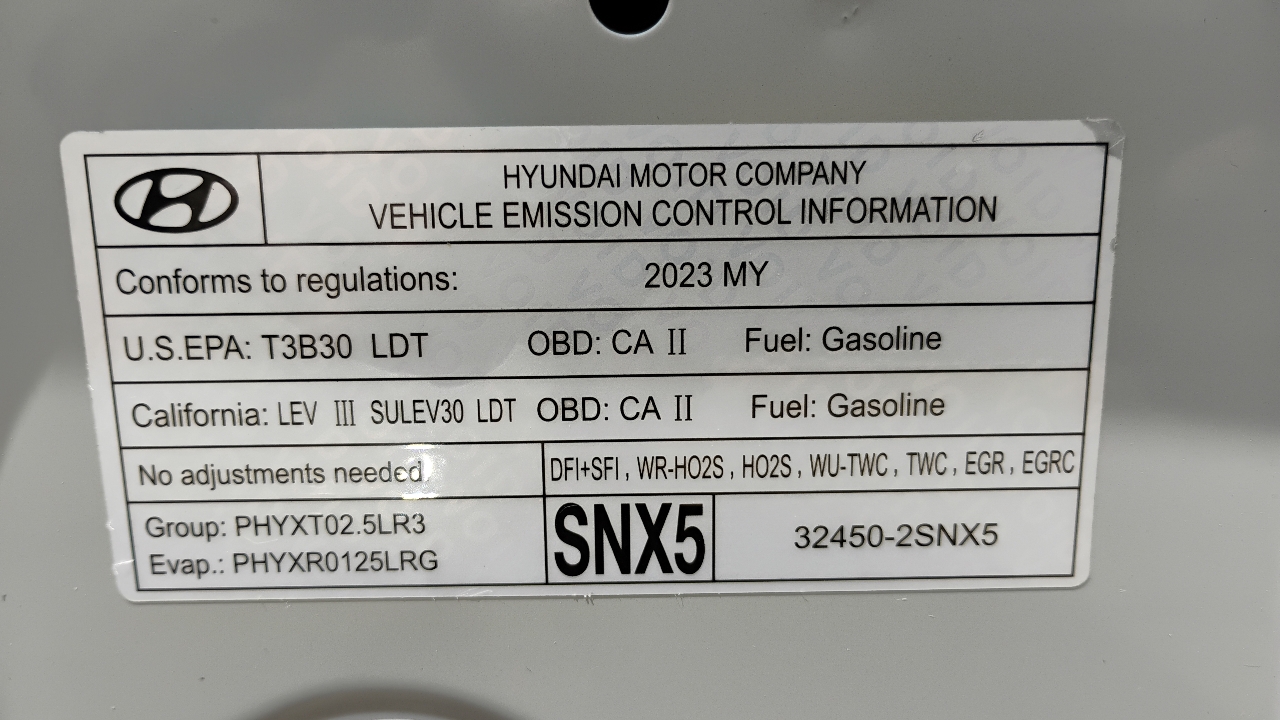 HYUNDAI MOTOR COMPANY
VEHICLE EMISSION CONTROL INFORMATION
Conforms to regulations: 2023 MY
U.S.EPA: T3B30 LDT OBD: CA II Fuel: Gasoline
California: LEV III SULEV30 LDT OBD: CA II Fuel: Gasoline
No adjustments needed. DFI+SFI , WR-HO2S , HO2S , WU-TWC , TWC , EGR , EGRC
Group: PHYXT02.5LR3
Evap.: PHYXR0125LRG
SNX5
32450-2SNX5